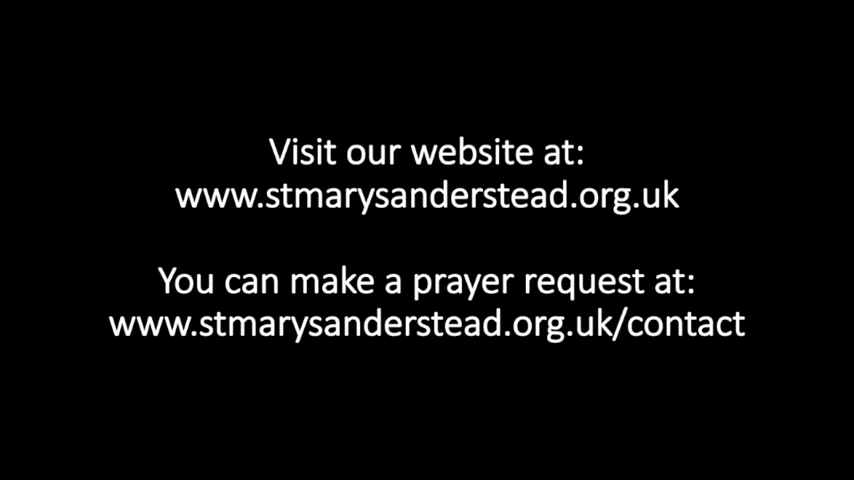 Visit our website at:
www.stmarysanderstead.org.uk
You can make a prayer request at:
www.stmarysanderstead.org.uk/contact